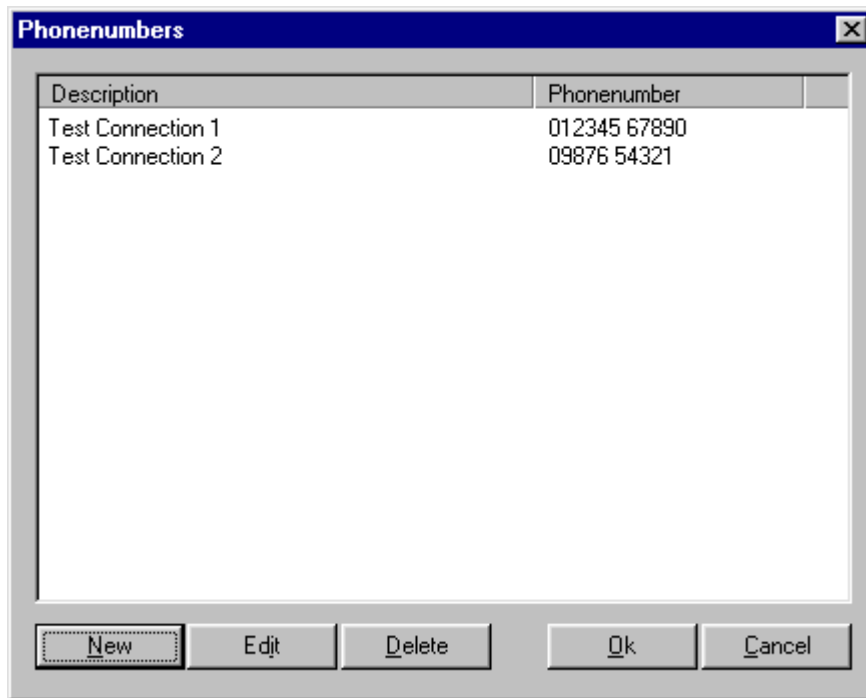 Phonenumbers
Description Phonenumber
Test Connection 1 012345 67890
Test Connection 2 09876 54321
New Edit Delete Ok Cancel